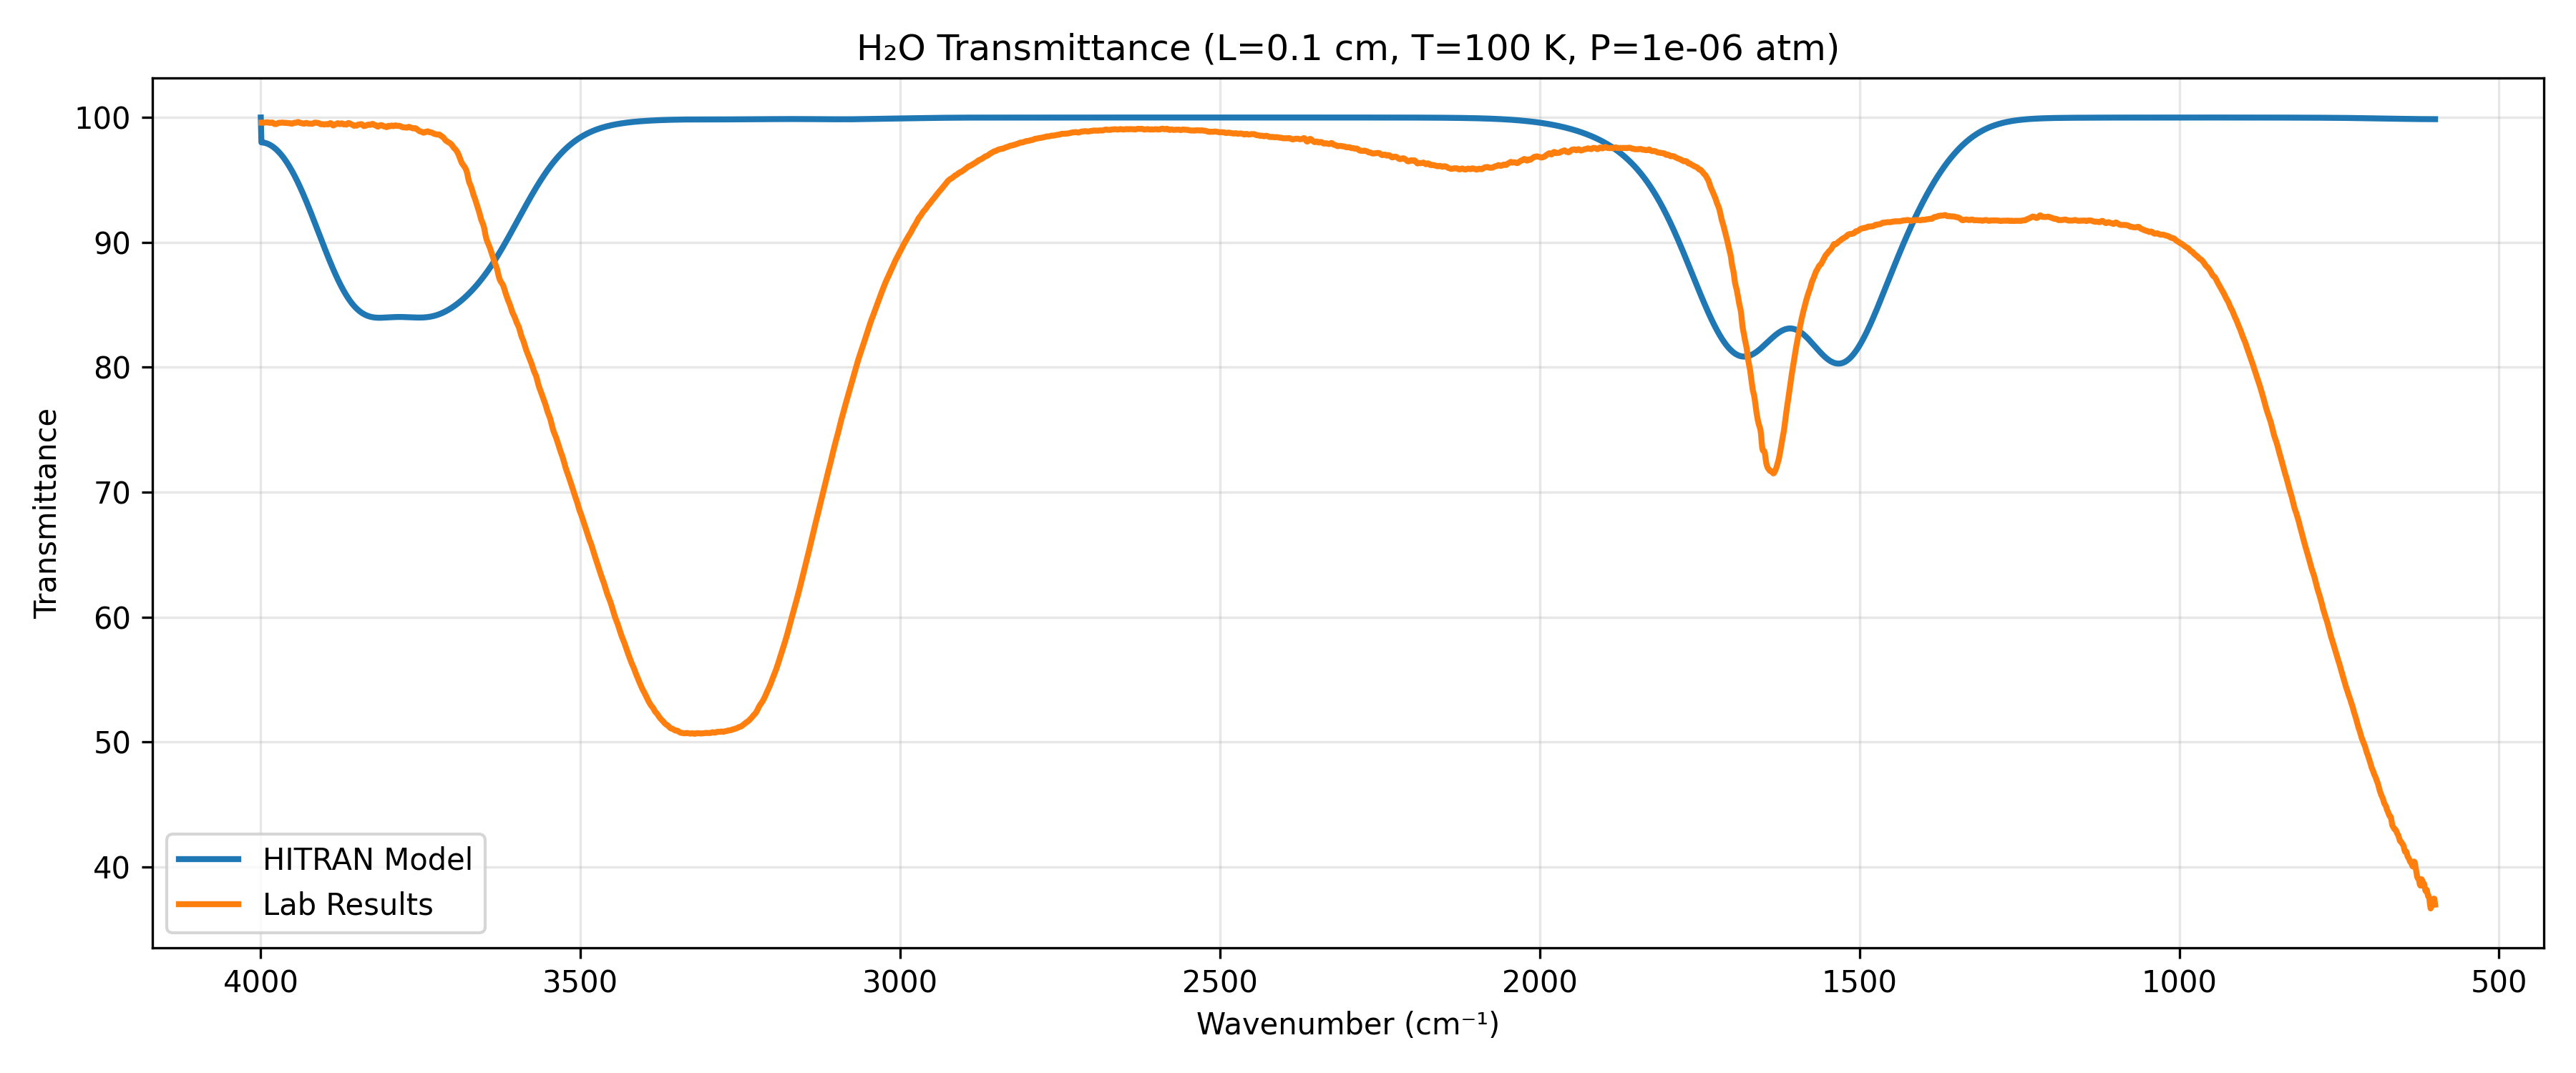 H₂O Transmittance (L=0.1 cm, T=100 K, P=1e-06 atm)
100
90
80
70
60
50
40
Transmittance
HITRAN Model
Lab Results
4000 3500 3000 2500 2000 1500 1000 500
Wavenumber (cm⁻¹)